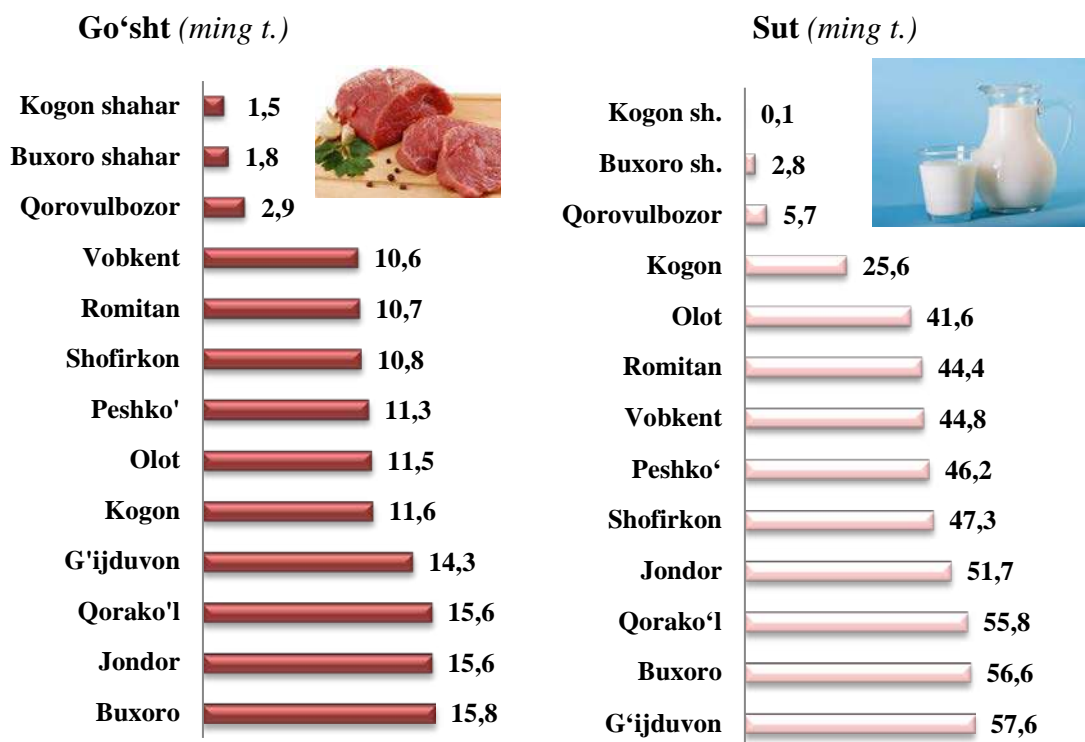 Go‘sht (ming t.)
Kogon shahar 1,5
Buxoro shahar 1,8
Qorovulbozor 2,9
Vobkent 10,6
Romitan 10,7
Shofirkon 10,8
Peshko' 11,3
Olot 11,5
Kogon 11,6
G'ijduvon 14,3
Qorako'l 15,6
Jondor 15,6
Buxoro 15,8
Sut (ming t.)
Kogon sh. 0,1
Buxoro sh. 2,8
Qorovulbozor 5,7
Kogon 25,6
Olot 41,6
Romitan 44,4
Vobkent 44,8
Peshko‘ 46,2
Shofirkon 47,3
Jondor 51,7
Qorako‘l 55,8
Buxoro 56,6
G‘ijduvon 57,6